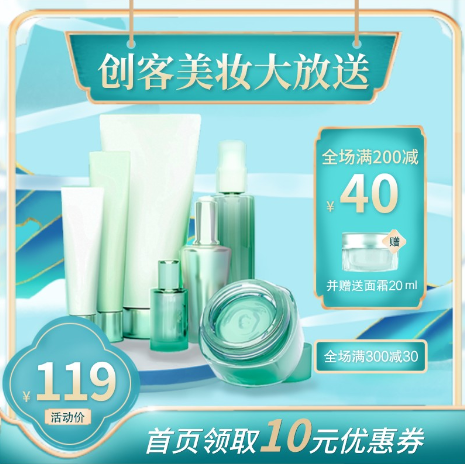 创客美妆大放送
全场满200减
¥40
赠
并赠送面霜20ml
全场满300减30
¥119
活动价
首页领取10元优惠券